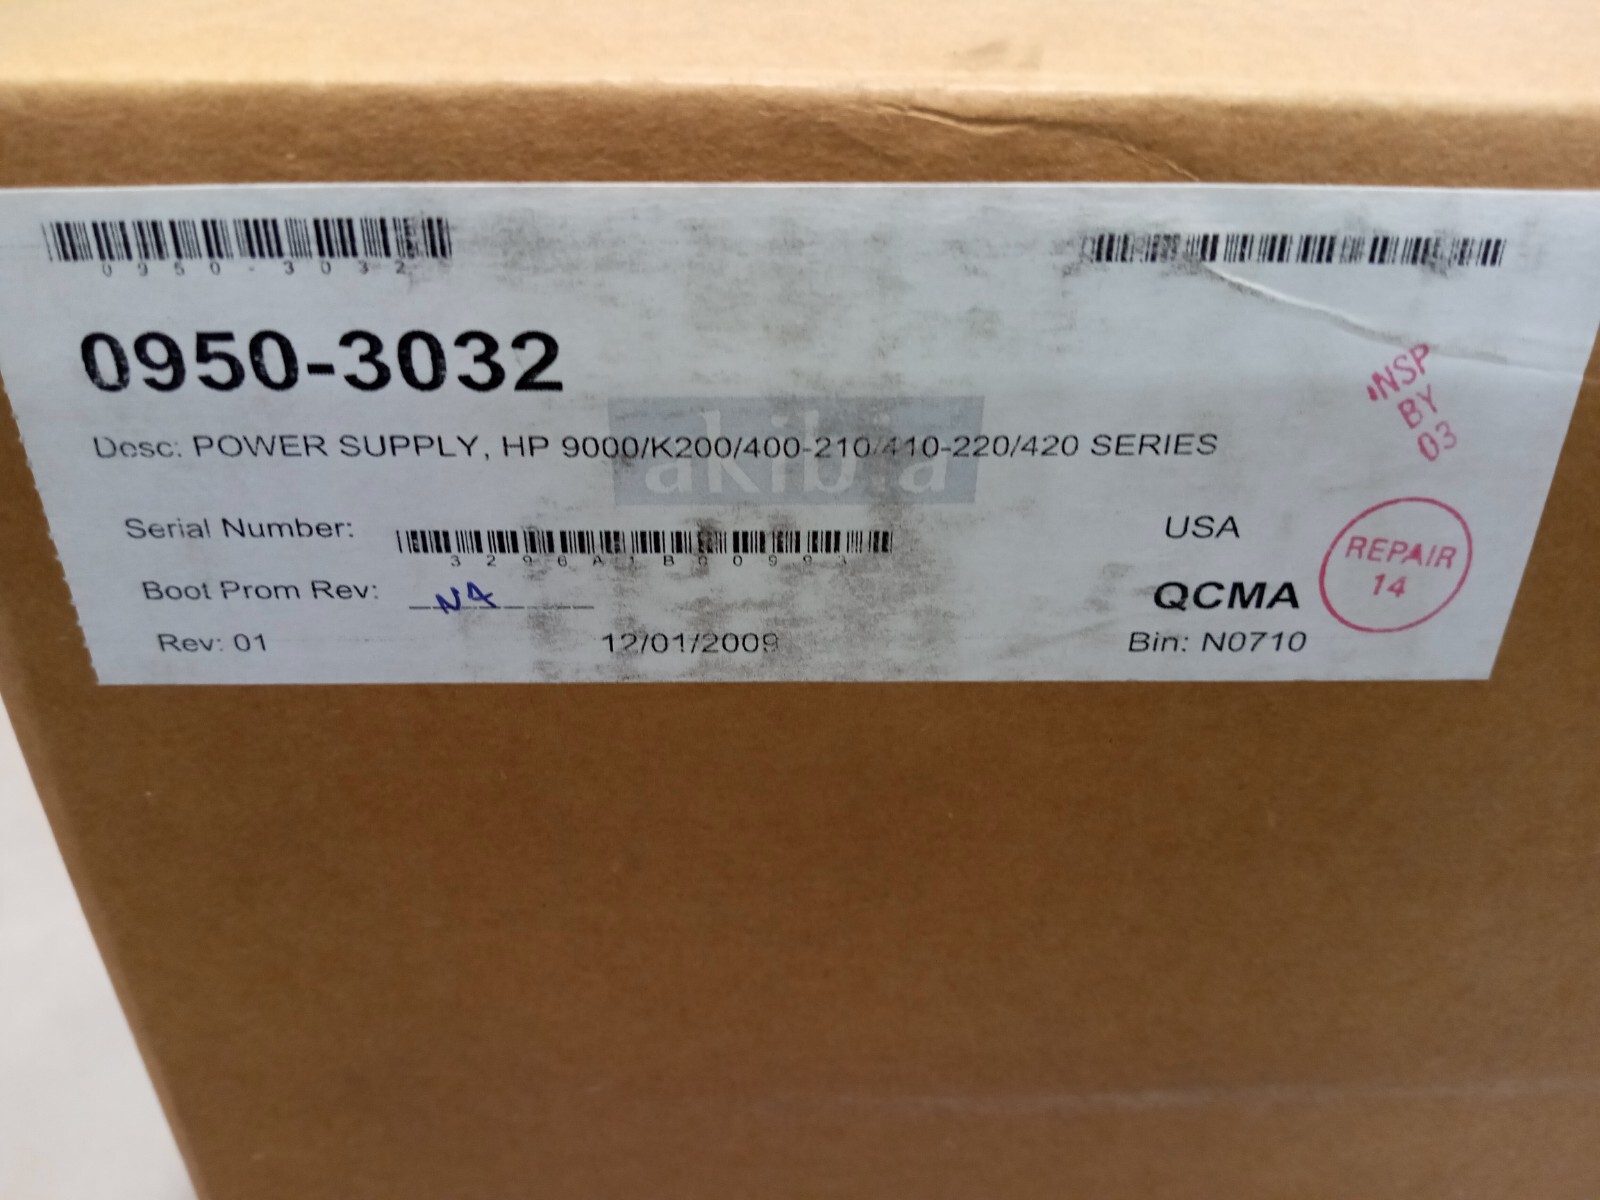 0950-3032
0950-3032
Desc: POWER SUPPLY, HP 9000/K200/400-210/410-220/420 SERIES
akibia
Serial Number:
Boot Prom Rev: NA
Rev: 01
12/01/2009
USA
QCMA
Bin: N0710
INSP
BY
03
REPAIR
14